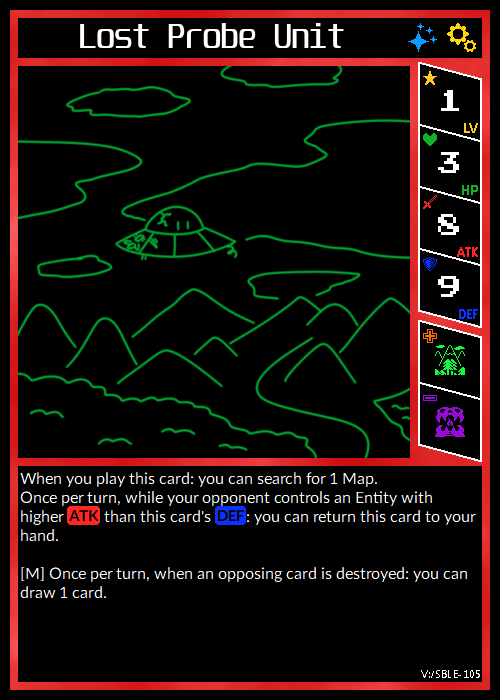 Lost Probe Unit
1
LV
3
HP
8
ATK
9
DEF
When you play this card: you can search for 1 Map.
Once per turn, while your opponent controls an Entity with
higher ATK than this card's DEF: you can return this card to your
hand.
[M] Once per turn, when an opposing card is destroyed: you can
draw 1 card.
V:/SBLE-105